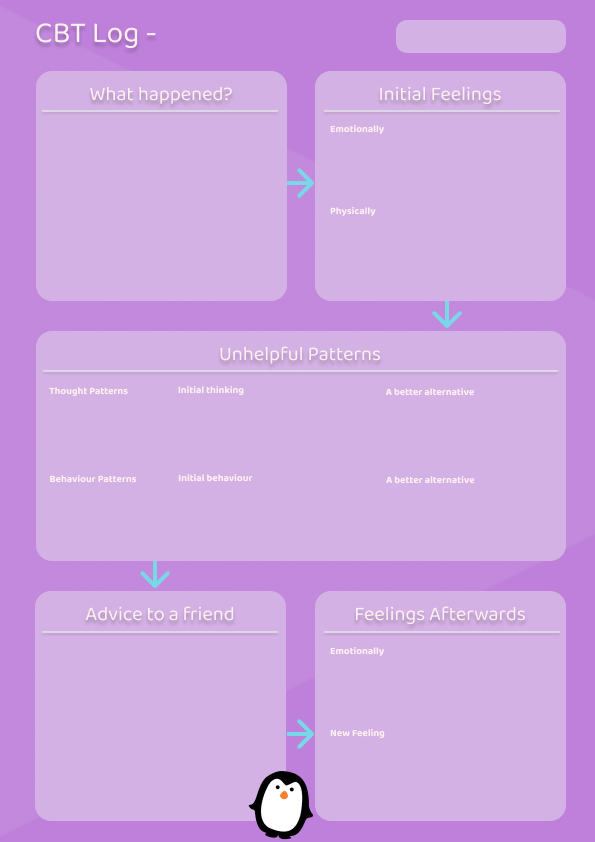 CBT Log -
What happened?
Initial Feelings
Emotionally
Physically
Unhelpful Patterns
Thought Patterns
Initial thinking
A better alternative
Behaviour Patterns
Initial behaviour
A better alternative
Advice to a friend
Feelings Afterwards
Emotionally
New Feeling